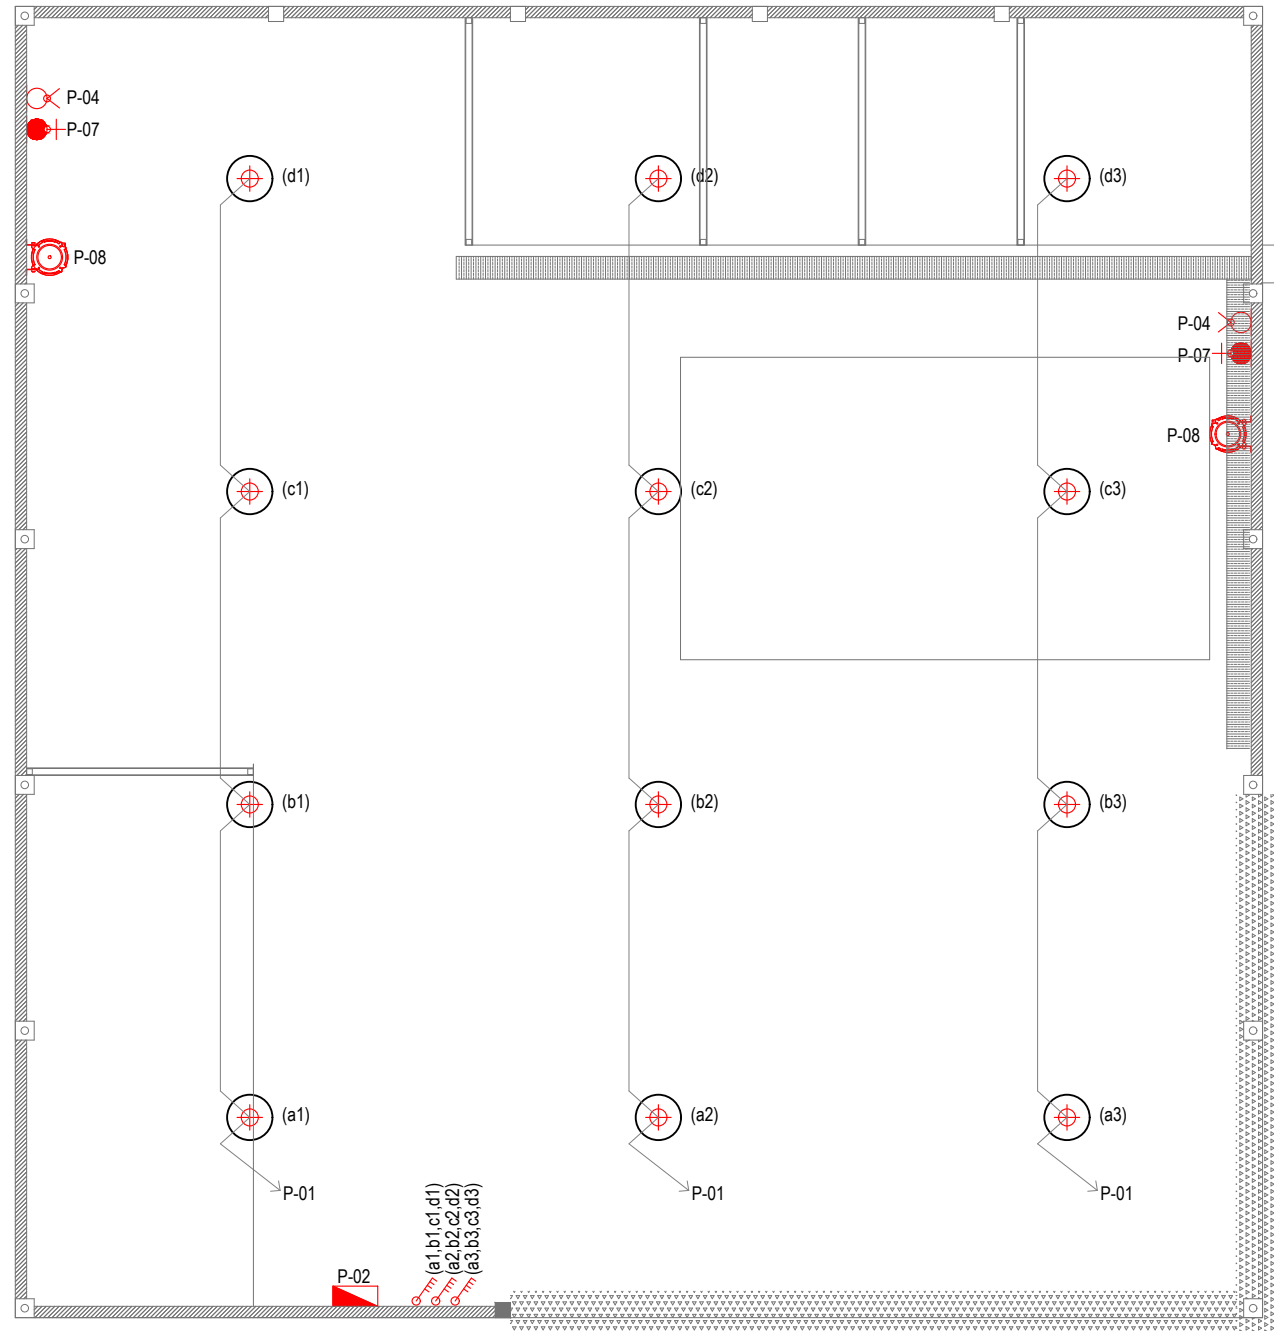 P-04
P-07
(d1)
(d2)
(d3)
P-08
P-04
P-07
P-08
(c1)
(c2)
(c3)
(b1)
(b2)
(b3)
(a1)
(a2)
(a3)
P-01
P-01
P-01
(a1,b1,c1,d1)
(a2,b2,c2,d2)
(a3,b3,c3,d3)
P-02